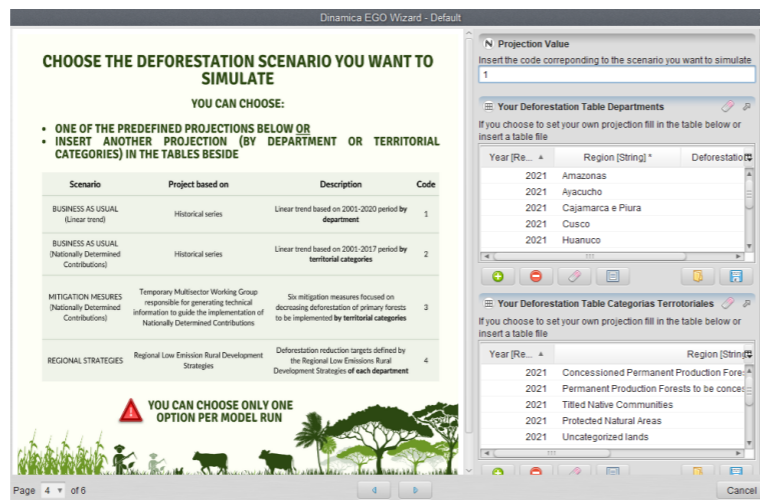 Dinamica EGO Wizard - Default
CHOOSE THE DEFORESTATION SCENARIO YOU WANT TO
SIMULATE
YOU CAN CHOOSE:
• ONE OF THE PREDEFINED PROJECTIONS BELOW OR
• INSERT ANOTHER PROJECTION (BY DEPARTMENT OR TERRITORIAL
CATEGORIES) IN THE TABLES BESIDE
Scenario Project based on Description Code
BUSINESS AS USUAL
(Linear trend)
Historical series
Linear trend based on 2001-2020 period by
department
1
BUSINESS AS USUAL
(Nationally Determined
Contributions)
Historical series
Linear trend based on 2001-2017 period by
territorial categories
2
MITIGATION MESURES
(Nationally Determined
Contributions)
Temporary Multisector Working Group
responsible for generating technical
information to guide the implementation of
Nationally Determined Contributions
Six mitigation measures focused on
decreasing deforestation of primary forests
to be implemented by territorial categories
3
REGIONAL STRATEGIES
Regional Low Emission Rural Development
Strategies
Deforestation reduction targets defined by
the Regional Low Emissions Rural
Development Strategies of each department
4
YOU CAN CHOOSE ONLY ONE
OPTION PER MODEL RUN
N Projection Value
Insert the code correponding to the scenario you want to simulate
1
Your Deforestation Table Departments
If you choose to set your own projection fill in the table below or
insert a table file
Year [Re... Region [String] * Deforestation
2021 Amazonas
2021 Ayacucho
2021 Cajamarca e Piura
2021 Cusco
2021 Huanuco
Your Deforestation Table Categorias Terrotoriales
If you choose to set your own projection fill in the table below or
insert a table file
Year [Re... Region [String
2021 Concessioned Permanent Production Fore
2021 Permanent Production Forests to be conces
2021 Titled Native Communities
2021 Protected Natural Areas
2021 Uncategorized lands
Page 4 of 6
Cancel